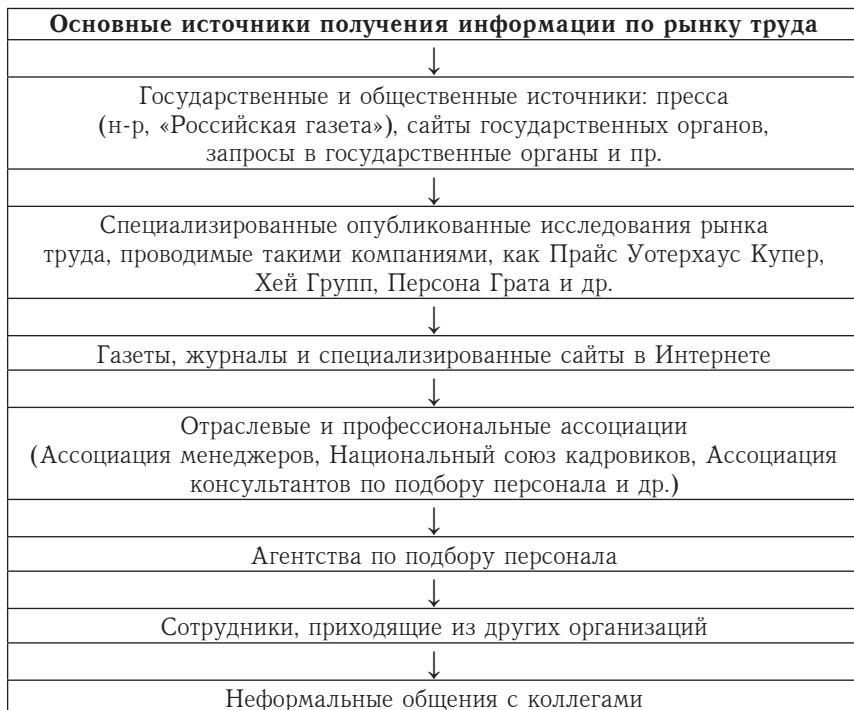 Основные источники получения информации по рынку труда
↓
Государственные и общественные источники: пресса
(н-р, «Российская газета»), сайты государственных органов,
запросы в государственные органы и пр.
↓
Специализированные опубликованные исследования рынка
труда, проводимые такими компаниями, как Прайс Уотерхаус Купер,
Хей Групп, Персона Грата и др.
↓
Газеты, журналы и специализированные сайты в Интернете
↓
Отраслевые и профессиональные ассоциации
(Ассоциация менеджеров, Национальный союз кадровиков, Ассоциация
консультантов по подбору персонала и др.)
↓
Агентства по подбору персонала
↓
Сотрудники, приходящие из других организаций
↓
Неформальные общения с коллегами